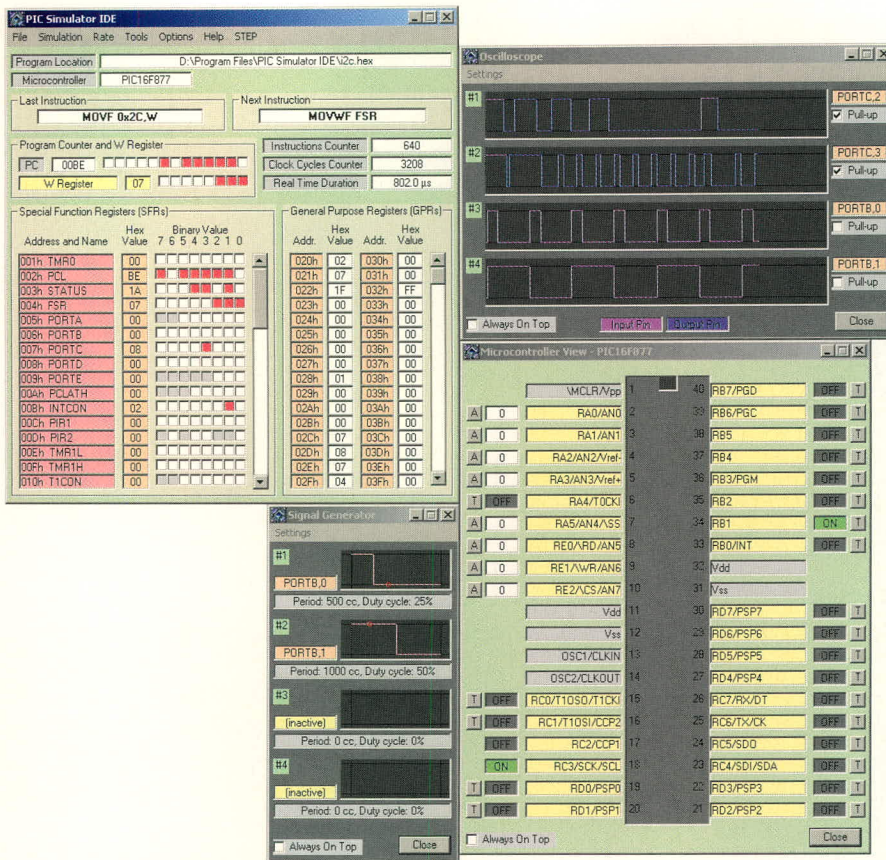 PIC Simulator IDE
File Simulation Rate Tools Options Help STEP
Program Location D:\Program Files\PIC Simulator IDE\i2c.hex
Microcontroller PIC16F877
Last Instruction Next Instruction
MOVF 0x2C,W MOVWF FSR
Program Counter and W Register
PC 00BE
W Register 07
Instructions Counter 640
Clock Cycles Counter 3208
Real Time Duration 802.0 µs
Special Function Registers (SFRs)
Hex Binary Value
Address and Name Value 7 6 5 4 3 2 1 0
001h TMR0 00
002h PCL BE
003h STATUS 1A
004h FSR 07
005h PORTA 00
006h PORTB 00
007h PORTC 08
008h PORTD 00
009h PORTE 00
00Ah PCLATH 00
00Bh INTCON 02
00Ch PIR1 00
00Dh PIR2 00
00Eh TMR1L 00
00Fh TMR1H 00
010h T1CON 00
General Purpose Registers (GPRs)
Hex Hex
Addr. Value Addr. Value
020h 02 030h 00
021h 07 031h 00
022h 1F 032h FF
023h 00 033h 00
024h 00 034h 00
025h 00 035h 00
026h 00 036h 00
027h 00 037h 00
028h 01 038h 00
029h 00 039h 00
02Ah 00 03Ah 00
02Bh 00 03Bh 00
02Ch 07 03Ch 00
02Dh 08 03Dh 00
02Eh 07 03Eh 00
02Fh 04 03Fh 00
Oscilloscope
Settings
#1 PORTC,2
Pull-up
#2 PORTC,3
Pull-up
#3 PORTB,0
Pull-up
#4 PORTB,1
Pull-up
Always On Top Input Pin Output Pin Close
Signal Generator
Settings
#1
PORTB,0
Period: 500 cc, Duty cycle: 25%
#2
PORTB,1
Period: 1000 cc, Duty cycle: 50%
#3
(inactive)
Period: 0 cc, Duty cycle: 0%
#4
(inactive)
Period: 0 cc, Duty cycle: 0%
Always On Top Close
Microcontroller View - PIC16F877
\MCLR/Vpp 1 40 RB7/PGD OFF T
A 0 RA0/AN0 2 39 RB6/PGC OFF T
A 0 RA1/AN1 3 38 RB5 OFF T
A 0 RA2/AN2/Vref- 4 37 RB4 OFF T
A 0 RA3/AN3/Vref+ 5 36 RB3/PGM OFF T
T OFF RA4/T0CKI 6 35 RB2 OFF T
A 0 RA5/AN4/\SS 7 34 RB1 ON T
A 0 RE0/\RD/AN5 8 33 RB0/INT OFF T
A 0 RE1/\WR/AN6 9 32 Vdd
A 0 RE2/\CS/AN7 10 31 Vss
Vdd 11 30 RD7/PSP7 OFF T
Vss 12 29 RD6/PSP6 OFF T
OSC1/CLKIN 13 28 RD5/PSP5 OFF T
OSC2/CLKOUT 14 27 RD4/PSP4 OFF T
T OFF RC0/T1OSO/T1CKI 15 26 RC7/RX/DT OFF T
T OFF RC1/T1OSI/CCP2 16 25 RC6/TX/CK OFF T
OFF RC2/CCP1 17 24 RC5/SDO OFF T
ON RC3/SCK/SCL 18 23 RC4/SDI/SDA OFF T
T OFF RD0/PSP0 19 22 RD3/PSP3 OFF T
T OFF RD1/PSP1 20 21 RD2/PSP2 OFF T
Always On Top Close